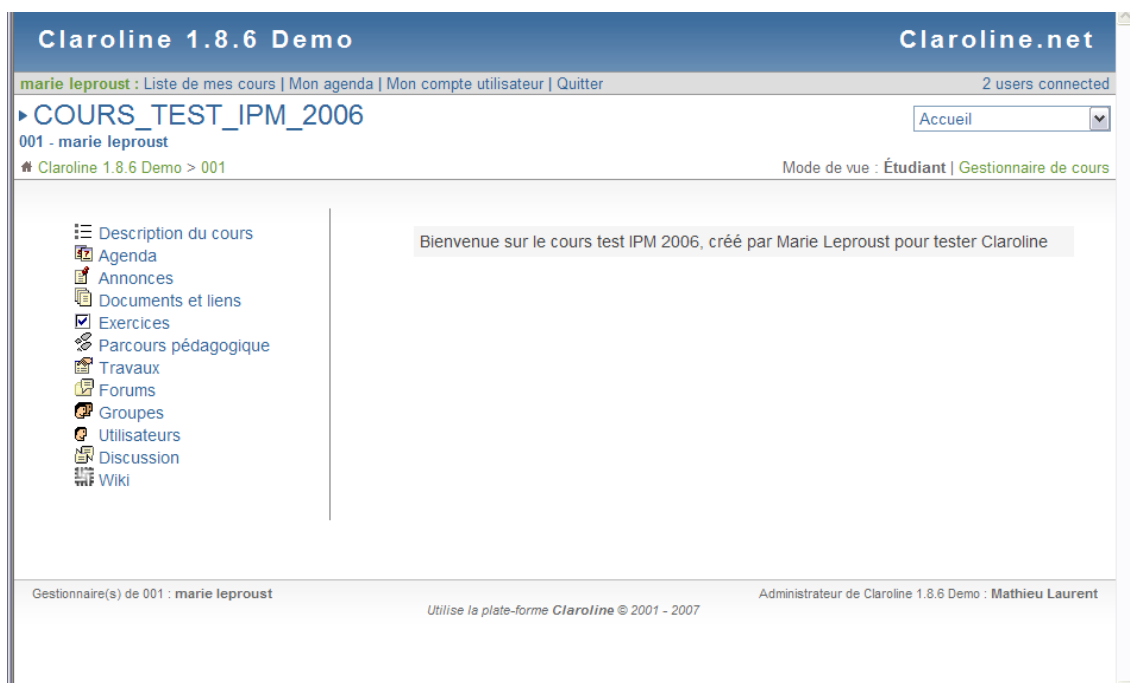 Claroline 1.8.6 Demo Claroline.net
marie leproust : Liste de mes cours | Mon agenda | Mon compte utilisateur | Quitter 2 users connected
COURS_TEST_IPM_2006 Accueil
001 - marie leproust
Claroline 1.8.6 Demo > 001 Mode de vue : Étudiant | Gestionnaire de cours
Description du cours
Bienvenue sur le cours test IPM 2006, créé par Marie Leproust pour tester Claroline
Agenda
Annonces
Documents et liens
Exercices
Parcours pédagogique
Travaux
Forums
Groupes
Utilisateurs
Discussion
Wiki
Gestionnaire(s) de 001 : marie leproust Administrateur de Claroline 1.8.6 Demo : Mathieu Laurent
Utilise la plate-forme Claroline © 2001 - 2007